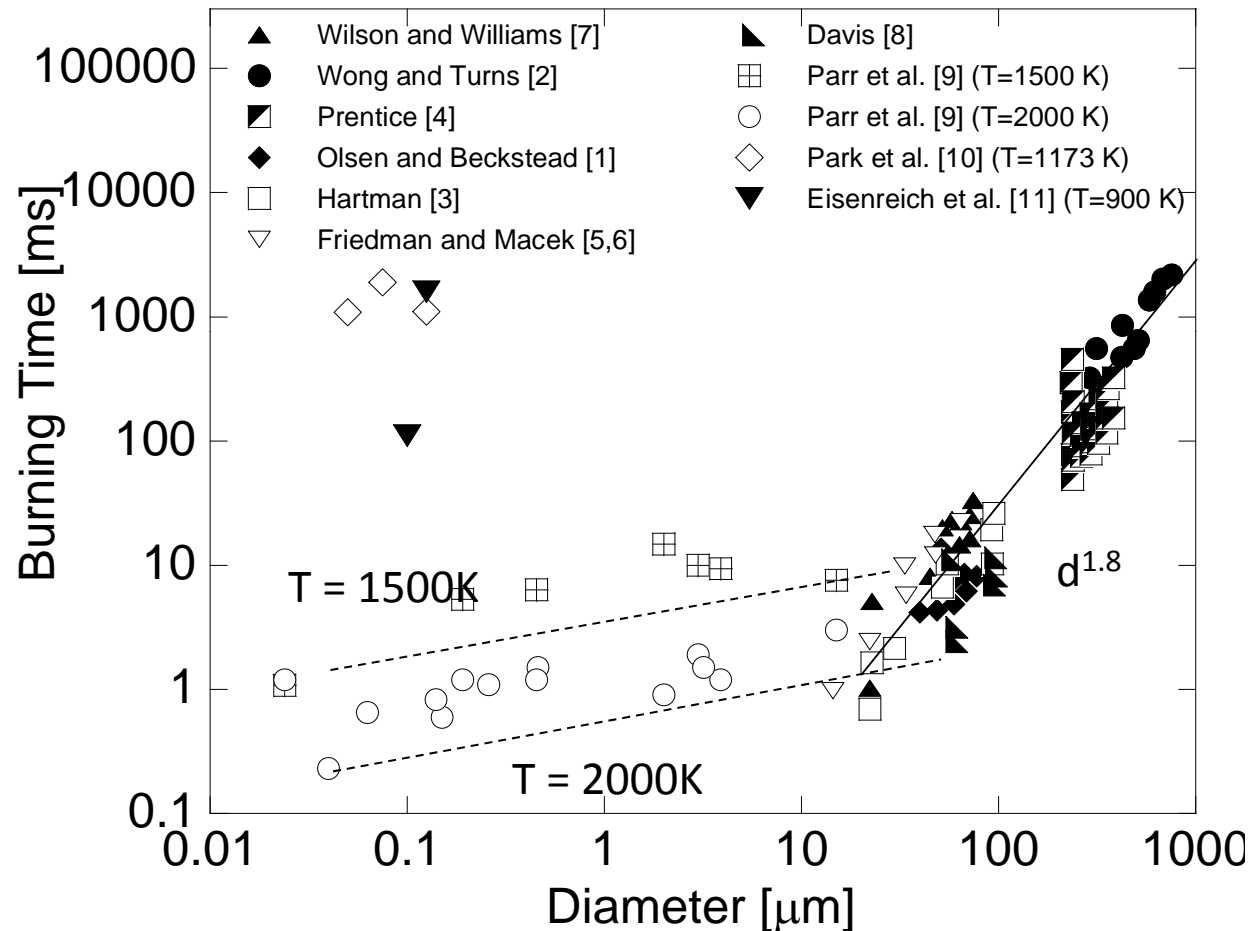 Wilson and Williams [7]
Wong and Turns [2]
Prentice [4]
Olsen and Beckstead [1]
Hartman [3]
Friedman and Macek [5,6]
Davis [8]
Parr et al. [9] (T=1500 K)
Parr et al. [9] (T=2000 K)
Park et al. [10] (T=1173 K)
Eisenreich et al. [11] (T=900 K)
Burning Time [ms]
100000
10000
1000
100
10
1
0.1
T = 1500K
T = 2000K
d^1.8
0.01 0.1 1 10 100 1000
Diameter [μm]